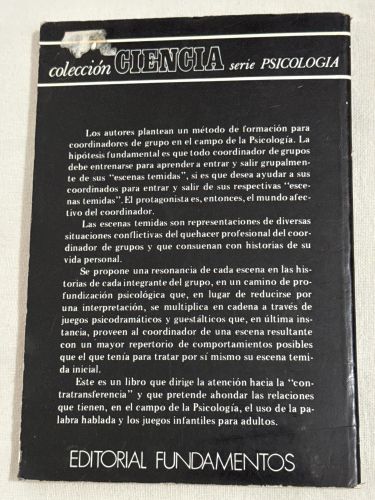 colección CIENCIA serie PSICOLOGIA
Los autores plantean un método de formación para
coordinadores de grupo en el campo de la Psicología. La
hipótesis fundamental es que todo coordinador de grupos
debe entrenarse para aprender a entrar y salir grupalmen-
te de sus "escenas temidas", si es que desea ayudar a sus
coordinados para entrar y salir de sus respectivas "esce-
nas temidas". El protagonista es, entonces, el mundo afec-
tivo del coordinador.
Las escenas temidas son representaciones de diversas
situaciones conflictivas del quehacer profesional del coor-
dinador de grupos y que consuenan con historias de su
vida personal.
Se propone una resonancia de cada escena en las his-
torias de cada integrante del grupo, en un camino de pro-
fundización psicológica que, en lugar de reducirse por
una interpretación, se multiplica en cadena a través de
juegos psicodramáticos y guestálticos que, en última ins-
tancia, proveen al coordinador de una escena resultante
con un mayor repertorio de comportamientos posibles
que el que tenía para tratar por sí mismo su escena temi-
da inicial.
Este es un libro que dirige la atención hacia la "con-
tratransferencia" y que pretende ahondar las relaciones
que tienen, en el campo de la Psicología, el uso de la pa-
labra hablada y los juegos infantiles para adultos.
EDITORIAL FUNDAMENTOS